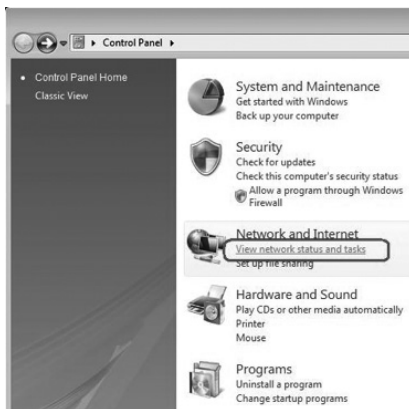 Control Panel
Control Panel Home
Classic View
System and Maintenance
Get started with Windows
Back up your computer
Security
Check for updates
Check this computer's security status
Allow a program through Windows
Firewall
Network and Internet
View network status and tasks
Set up file sharing
Hardware and Sound
Play CDs or other media automatically
Printer
Mouse
Programs
Uninstall a program
Change startup programs